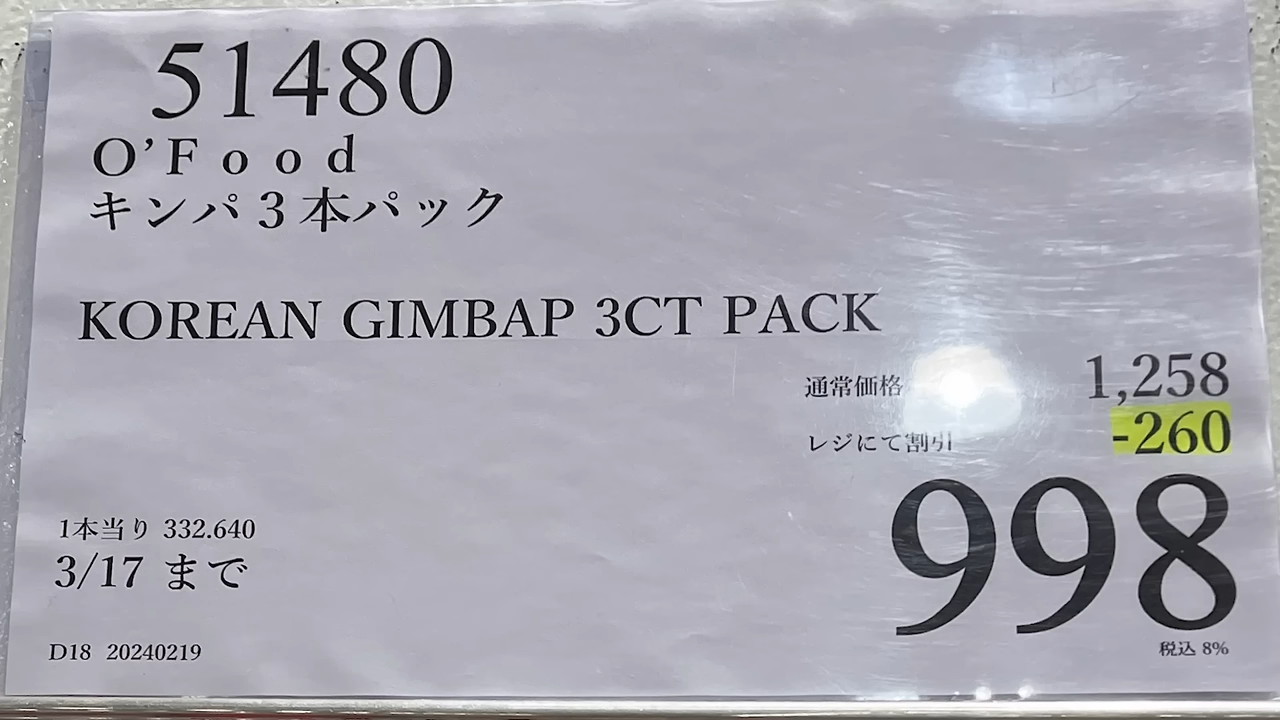 51480
O’Food
キンパ３本パック
KOREAN GIMBAP 3CT PACK
通常価格 1,258
レジにて割引 -260
998
税込 8%
1本当り 332.640
3/17 まで
D18 20240219